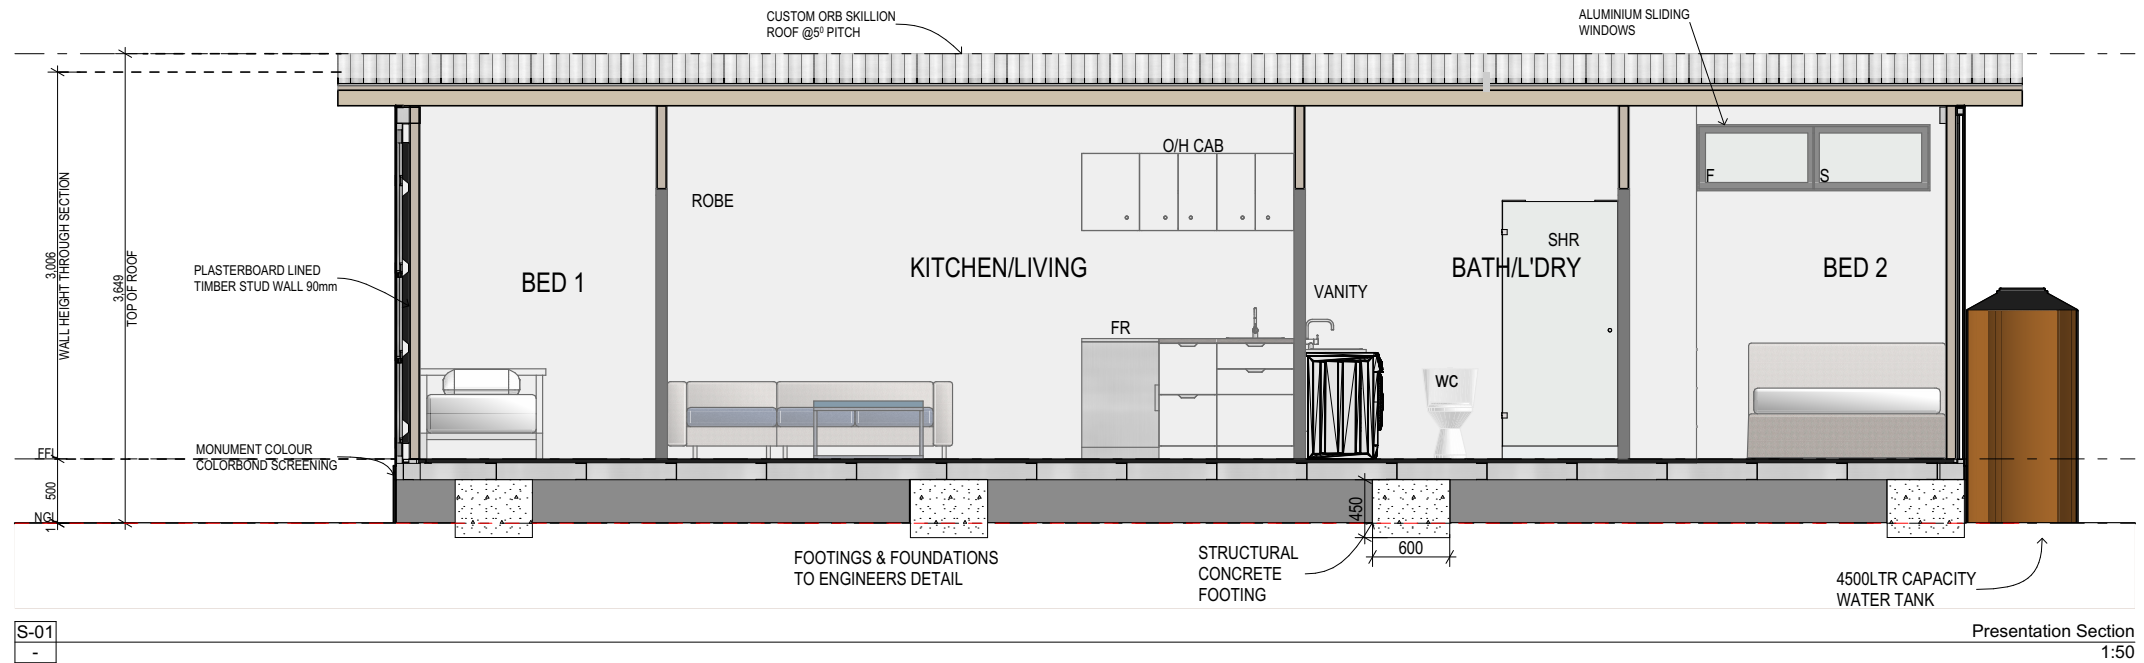 CUSTOM ORB SKILLION
ROOF @5⁰ PITCH
ALUMINIUM SLIDING
WINDOWS
O/H CAB
F
S
ROBE
SHR
KITCHEN/LIVING
BATH/L'DRY
BED 2
BED 1
VANITY
FR
WC
3,006
WALL HEIGHT THROUGH SECTION
3,649
TOP OF ROOF
PLASTERBOARD LINED
TIMBER STUD WALL 90mm
MONUMENT COLOUR
COLORBOND SCREENING
FFL
500
NGL
1
450
600
FOOTINGS & FOUNDATIONS
TO ENGINEERS DETAIL
STRUCTURAL
CONCRETE
FOOTING
4500LTR CAPACITY
WATER TANK
S-01
-
Presentation Section
1:50